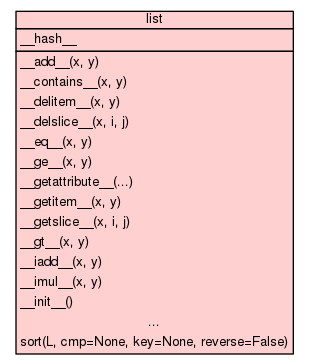 list
__hash__
__add__(x, y)
__contains__(x, y)
__delitem__(x, y)
__delslice__(x, i, j)
__eq__(x, y)
__ge__(x, y)
__getattribute__(...)
__getitem__(x, y)
__getslice__(x, i, j)
__gt__(x, y)
__iadd__(x, y)
__imul__(x, y)
__init__()
...
sort(L, cmp=None, key=None, reverse=False)